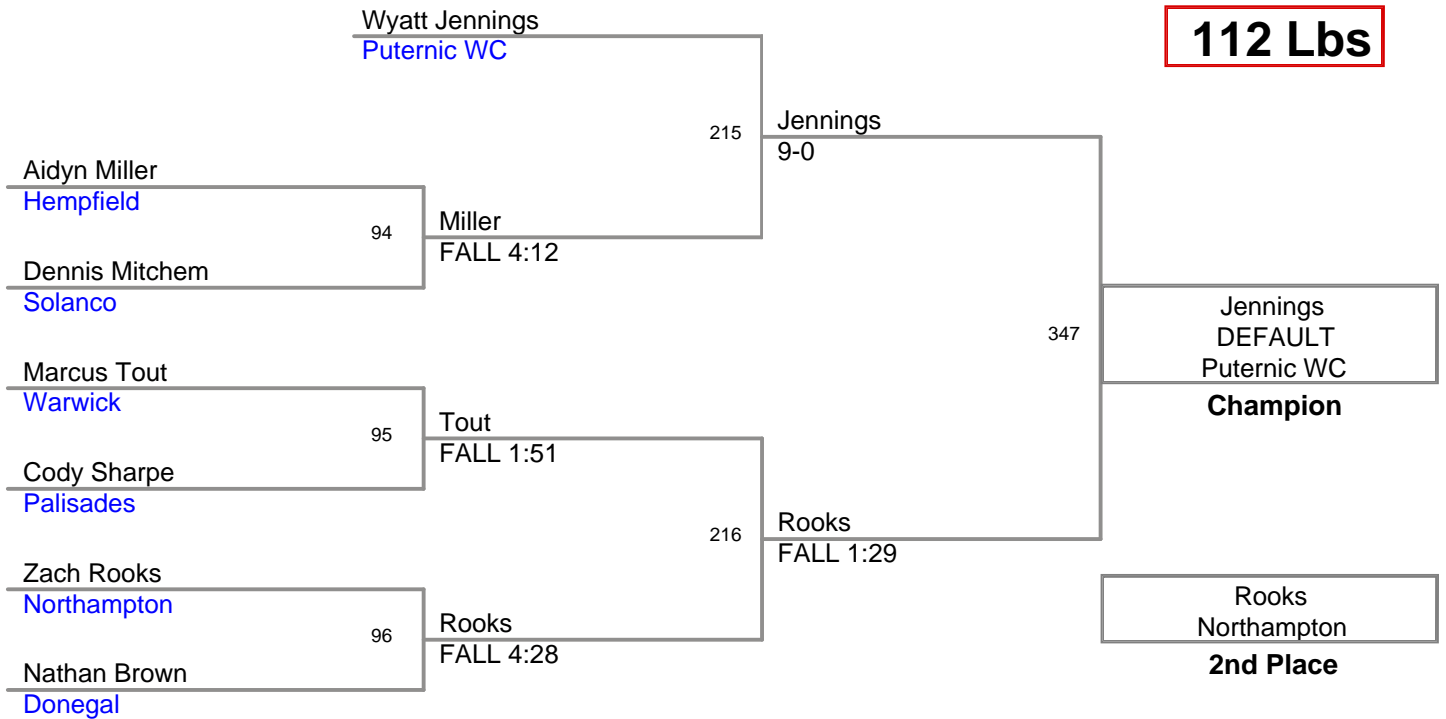 Wyatt Jennings
Puternic WC
112 Lbs
215
Jennings
9-0
Aidyn Miller
Hempfield
94
Miller
FALL 4:12
Dennis Mitchem
Solanco
347
Jennings
DEFAULT
Puternic WC
Champion
Marcus Tout
Warwick
95
Tout
FALL 1:51
Cody Sharpe
Palisades
216
Rooks
FALL 1:29
Zach Rooks
Northampton
96
Rooks
FALL 4:28
Nathan Brown
Donegal
Rooks
Northampton
2nd Place